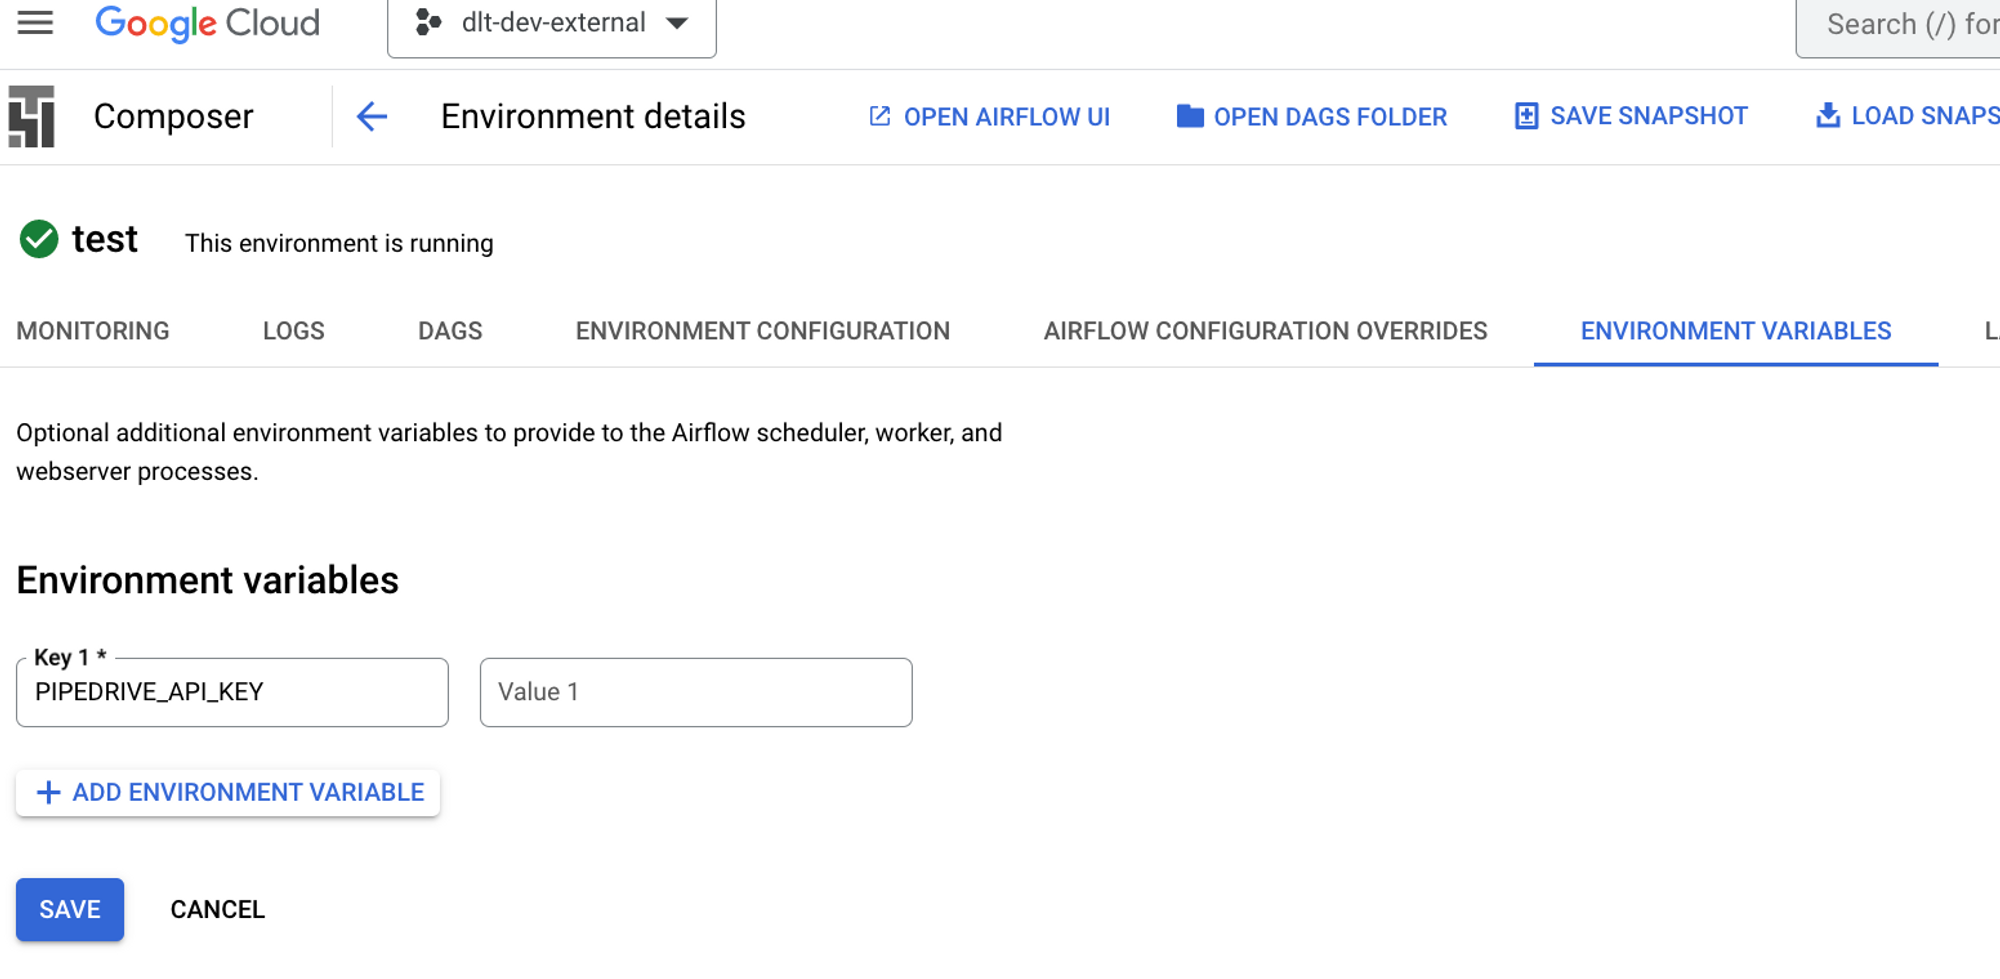 Google Cloud
dlt-dev-external
Search (/) for
Composer
Environment details
OPEN AIRFLOW UI
OPEN DAGS FOLDER
SAVE SNAPSHOT
LOAD SNAPS
test
This environment is running
MONITORING
LOGS
DAGS
ENVIRONMENT CONFIGURATION
AIRFLOW CONFIGURATION OVERRIDES
ENVIRONMENT VARIABLES
Optional additional environment variables to provide to the Airflow scheduler, worker, and
webserver processes.
Environment variables
Key 1 *
PIPEDRIVE_API_KEY
Value 1
ADD ENVIRONMENT VARIABLE
SAVE
CANCEL